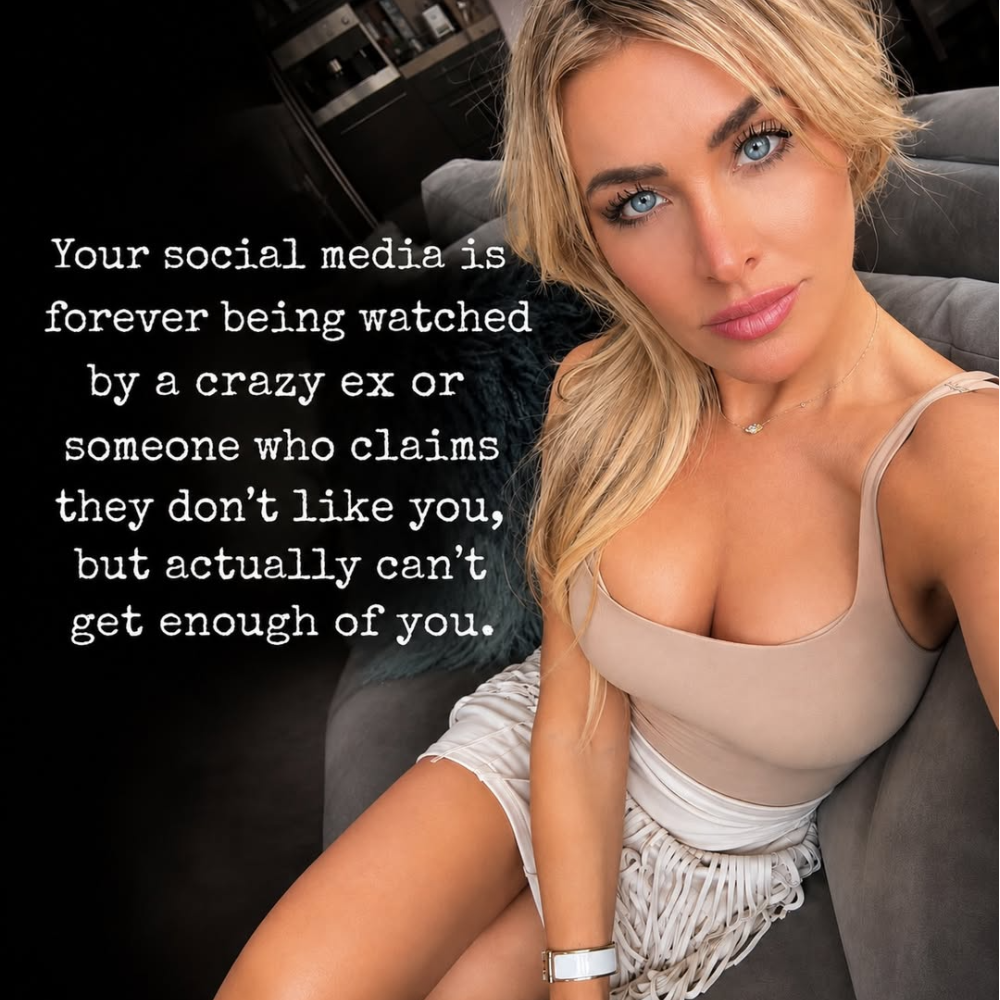 Your social media is
forever being watched
by a crazy ex or
someone who claims
they don't like you,
but actually can't
get enough of you.